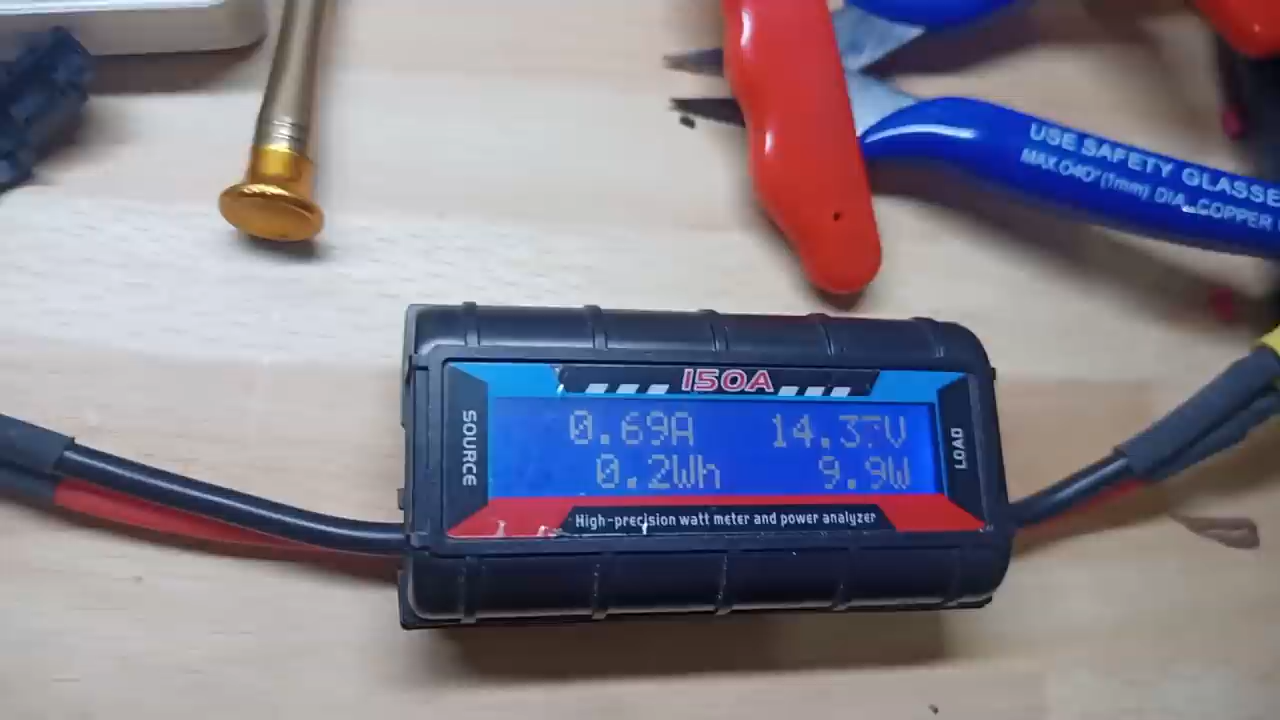 USE SAFETY GLASSE
MAX.040" (1mm) DIA. COPPER
150A
SOURCE
0.69A 14.3 V
0.2Wh 9.9W
LOAD
High-precision watt meter and power analyzer